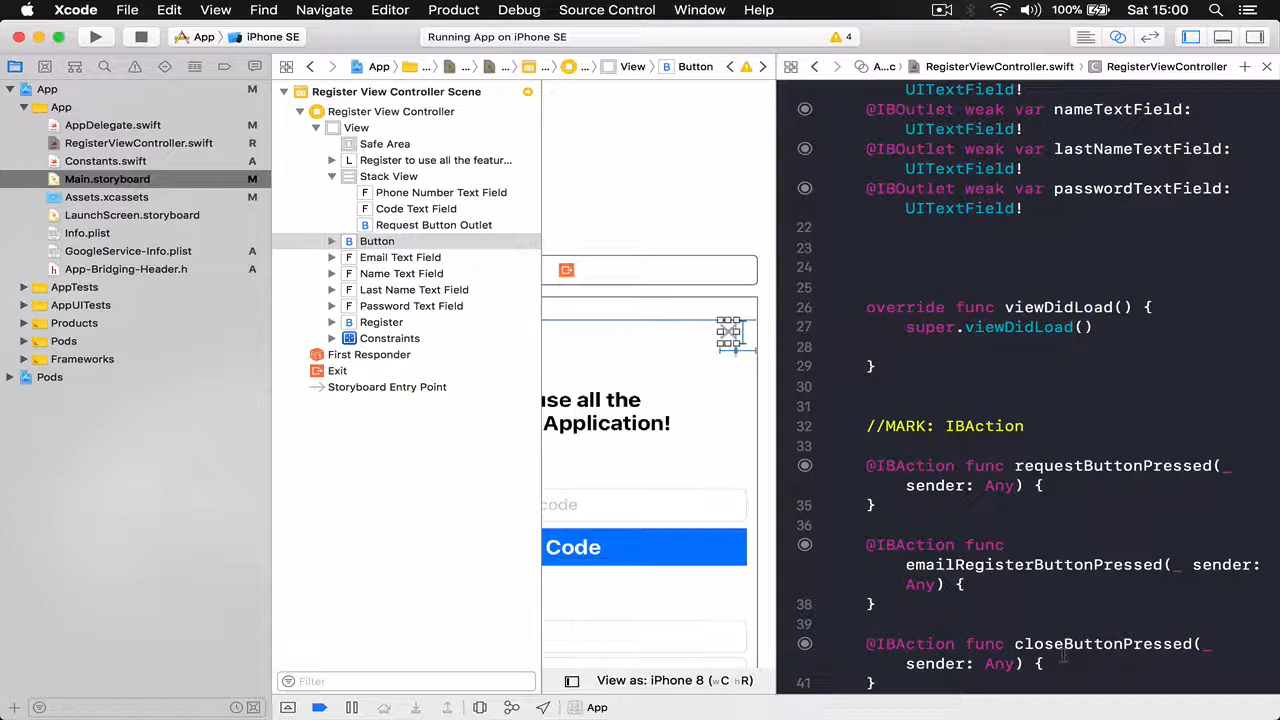 Xcode File Edit View Find Navigate Editor Product Debug Source Control Window Help 100% Sat 15:00
App iPhone SE Running App on iPhone SE 4
App ... ... ... ... View B Button 4 A...c RegisterViewController.swift RegisterViewController
App M
App
AppDelegate.swift M
RegisterViewController.swift R
Constants.swift A
Main.storyboard M
Assets.xcassets M
LaunchScreen.storyboard
Info.plist
GoogleService-Info.plist A
App-Bridging-Header.h A
AppTests
AppUITests
Products
Pods
Frameworks
Pods
Register View Controller Scene
Register View Controller
View
Safe Area
L Register to use all the featur...
Stack View
F Phone Number Text Field
F Code Text Field
B Request Button Outlet
B Button
F Email Text Field
F Name Text Field
F Last Name Text Field
F Password Text Field
B Register
Constraints
First Responder
Exit
Storyboard Entry Point
Filter
use all the
Application!
code
Code
View as: iPhone 8 (wC hR)
UITextField!
@IBOutlet weak var nameTextField:
UITextField!
@IBOutlet weak var lastNameTextField:
UITextField!
@IBOutlet weak var passwordTextField:
UITextField!
22
23
24
25
26 override func viewDidLoad() {
27 super.viewDidLoad()
28
29 }
30
31
32 //MARK: IBAction
33
@IBAction func requestButtonPressed(_
sender: Any) {
35 }
36
@IBAction func
emailRegisterButtonPressed(_ sender:
Any) {
38 }
39
@IBAction func closeButtonPressed(_
sender: Any) {
41 }
App